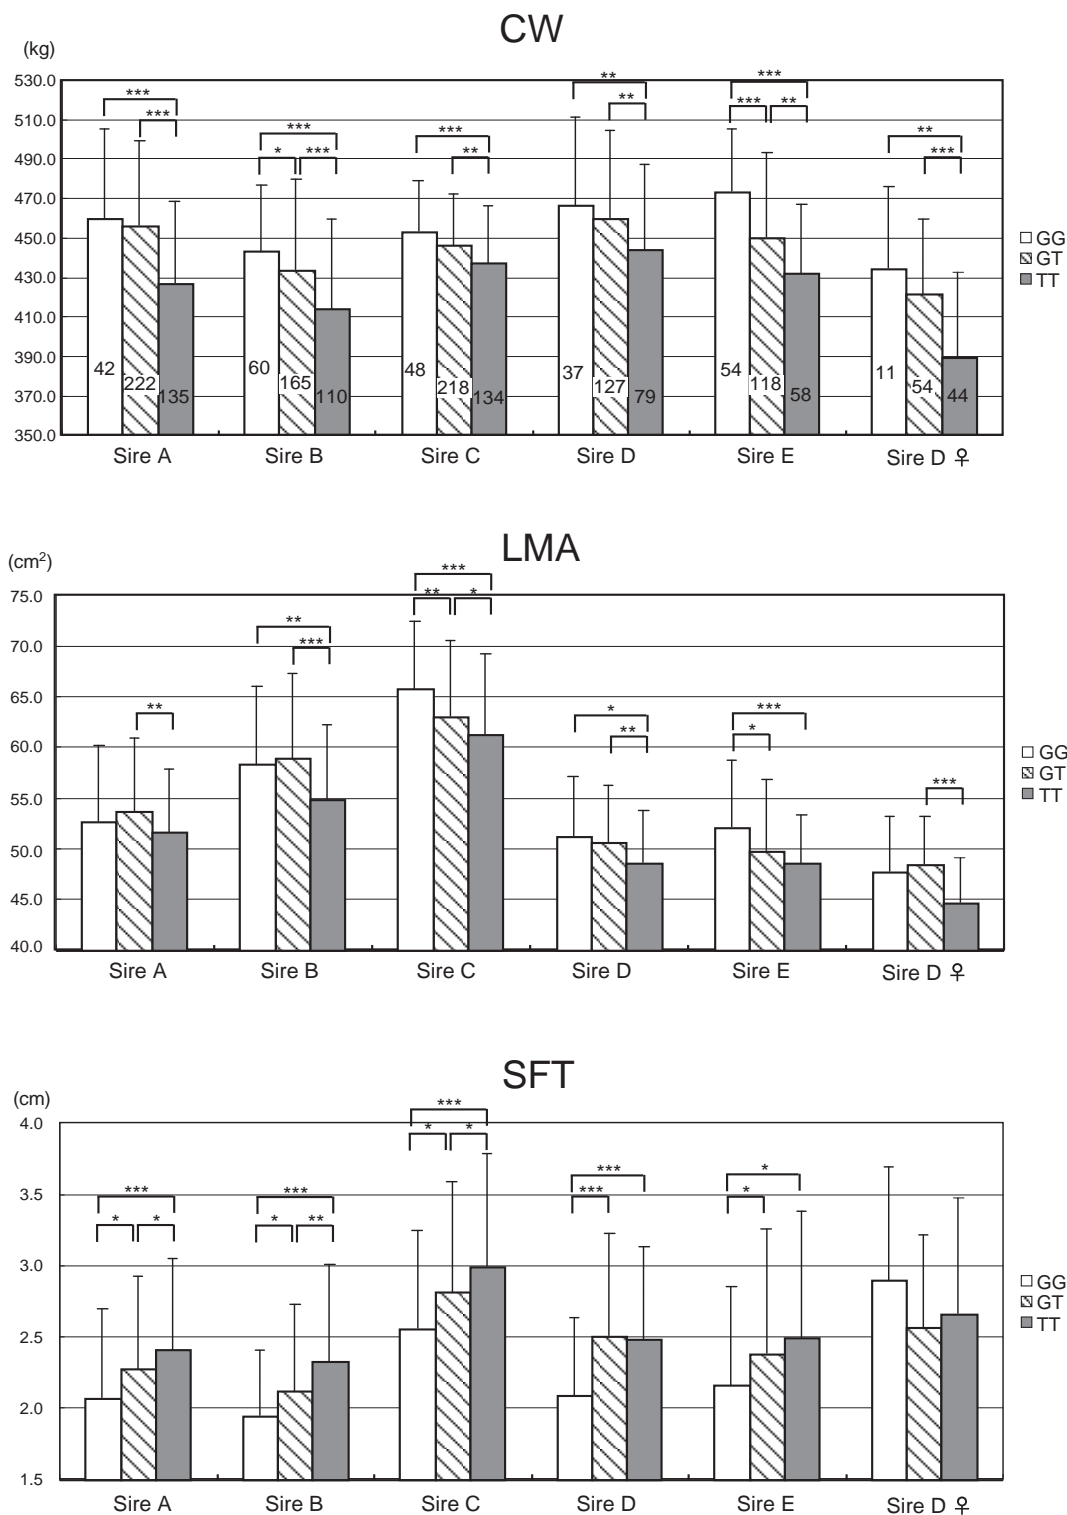 CW
(kg)
530.0
510.0
490.0
470.0
450.0
430.0
410.0
390.0
370.0
350.0
*** *** *** * *** *** ** ** ** *** *** ** ** ***
42 222 135 60 165 110 48 218 134 37 127 79 54 118 58 11 54 44
GG
GT
TT
Sire A Sire B Sire C Sire D Sire E Sire D ♀
LMA
(cm²)
75.0
70.0
65.0
60.0
55.0
50.0
45.0
40.0
** ** *** *** ** * * ** *** * ***
GG
GT
TT
Sire A Sire B Sire C Sire D Sire E Sire D ♀
SFT
(cm)
4.0
3.5
3.0
2.5
2.0
1.5
*** * * *** * ** *** * * *** *** * *
GG
GT
TT
Sire A Sire B Sire C Sire D Sire E Sire D ♀